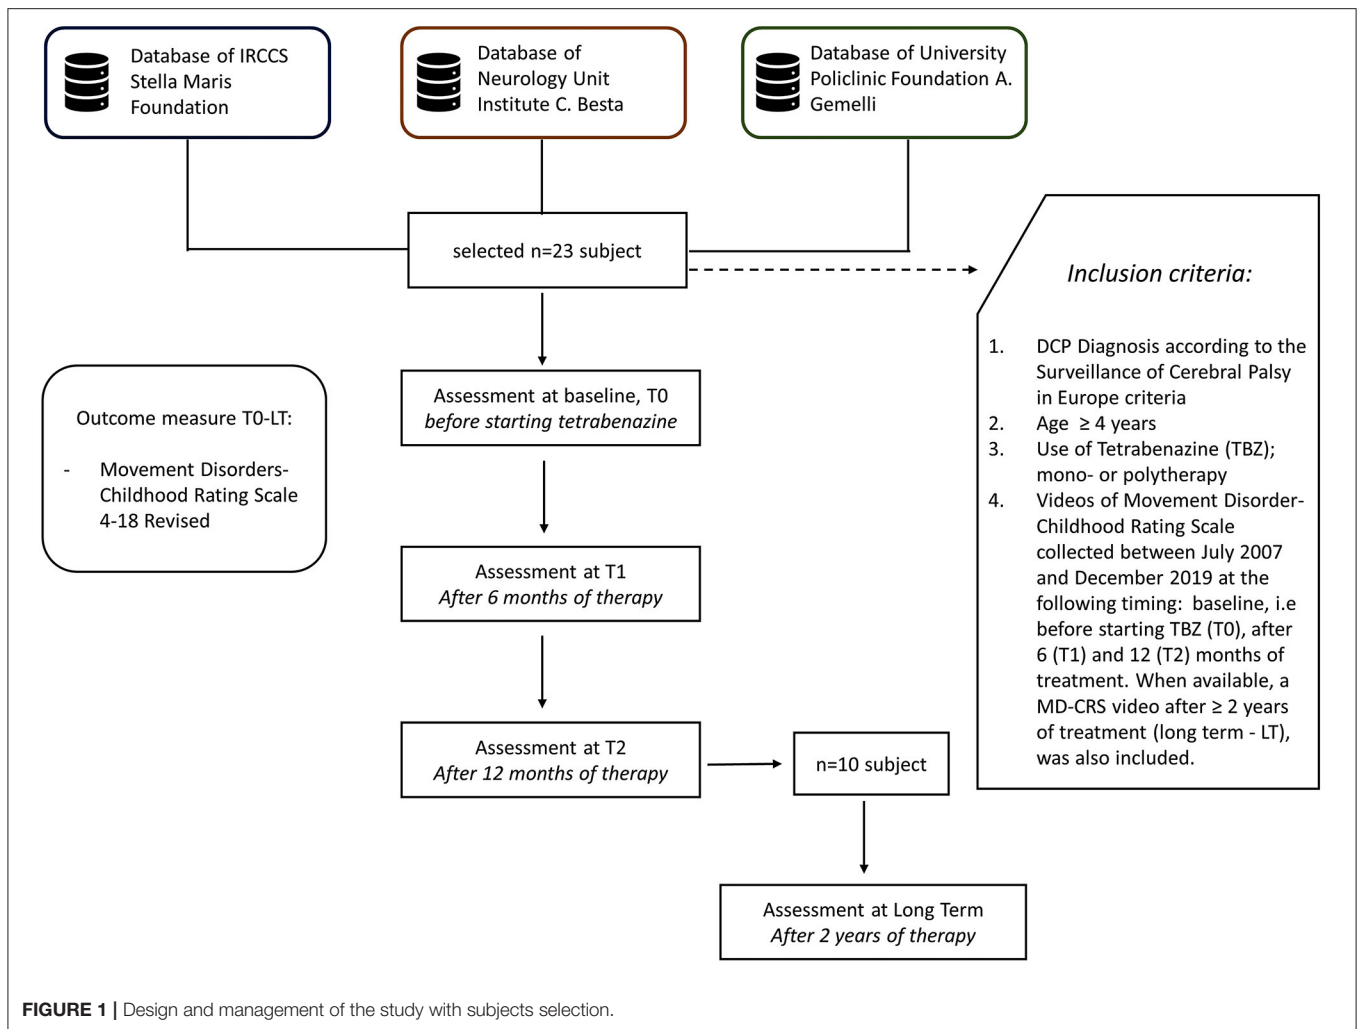 Database of IRCCS
Stella Maris
Foundation
Database of
Neurology Unit
Institute C. Besta
Database of University
Policlinic Foundation A.
Gemelli
selected n=23 subject
Inclusion criteria:
1. DCP Diagnosis according to the
Surveillance of Cerebral Palsy
in Europe criteria
2. Age ≥ 4 years
3. Use of Tetrabenazine (TBZ);
mono- or polytherapy
4. Videos of Movement Disorder-
Childhood Rating Scale
collected between July 2007
and December 2019 at the
following timing: baseline, i.e
before starting TBZ (T0), after
6 (T1) and 12 (T2) months of
treatment. When available, a
MD-CRS video after ≥ 2 years
of treatment (long term - LT),
was also included.
Assessment at baseline, T0
before starting tetrabenazine
Outcome measure T0-LT:
- Movement Disorders-
Childhood Rating Scale
4-18 Revised
Assessment at T1
After 6 months of therapy
Assessment at T2
After 12 months of therapy
n=10 subject
Assessment at Long Term
After 2 years of therapy
FIGURE 1 | Design and management of the study with subjects selection.